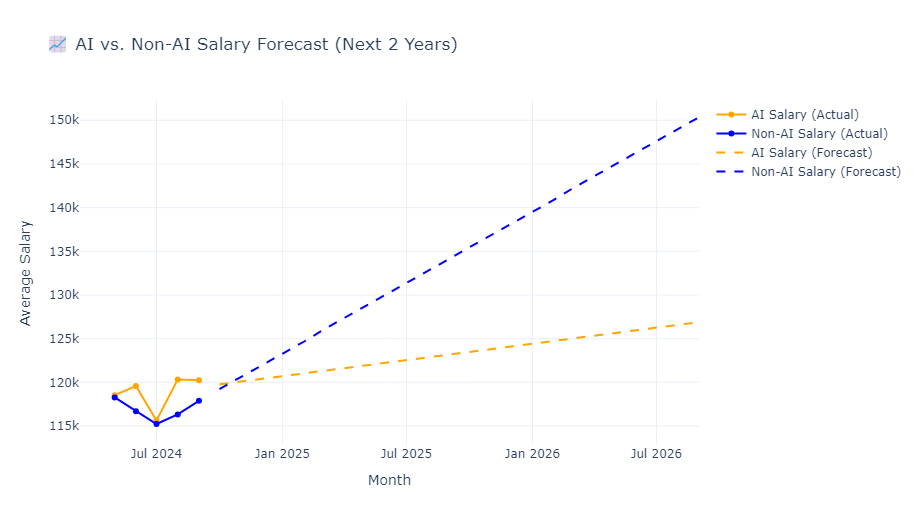 📈 AI vs. Non-AI Salary Forecast (Next 2 Years)
150k
145k
140k
135k
130k
125k
120k
115k
Average Salary
Jul 2024
Jan 2025
Jul 2025
Jan 2026
Jul 2026
Month
AI Salary (Actual)
Non-AI Salary (Actual)
AI Salary (Forecast)
Non-AI Salary (Forecast)